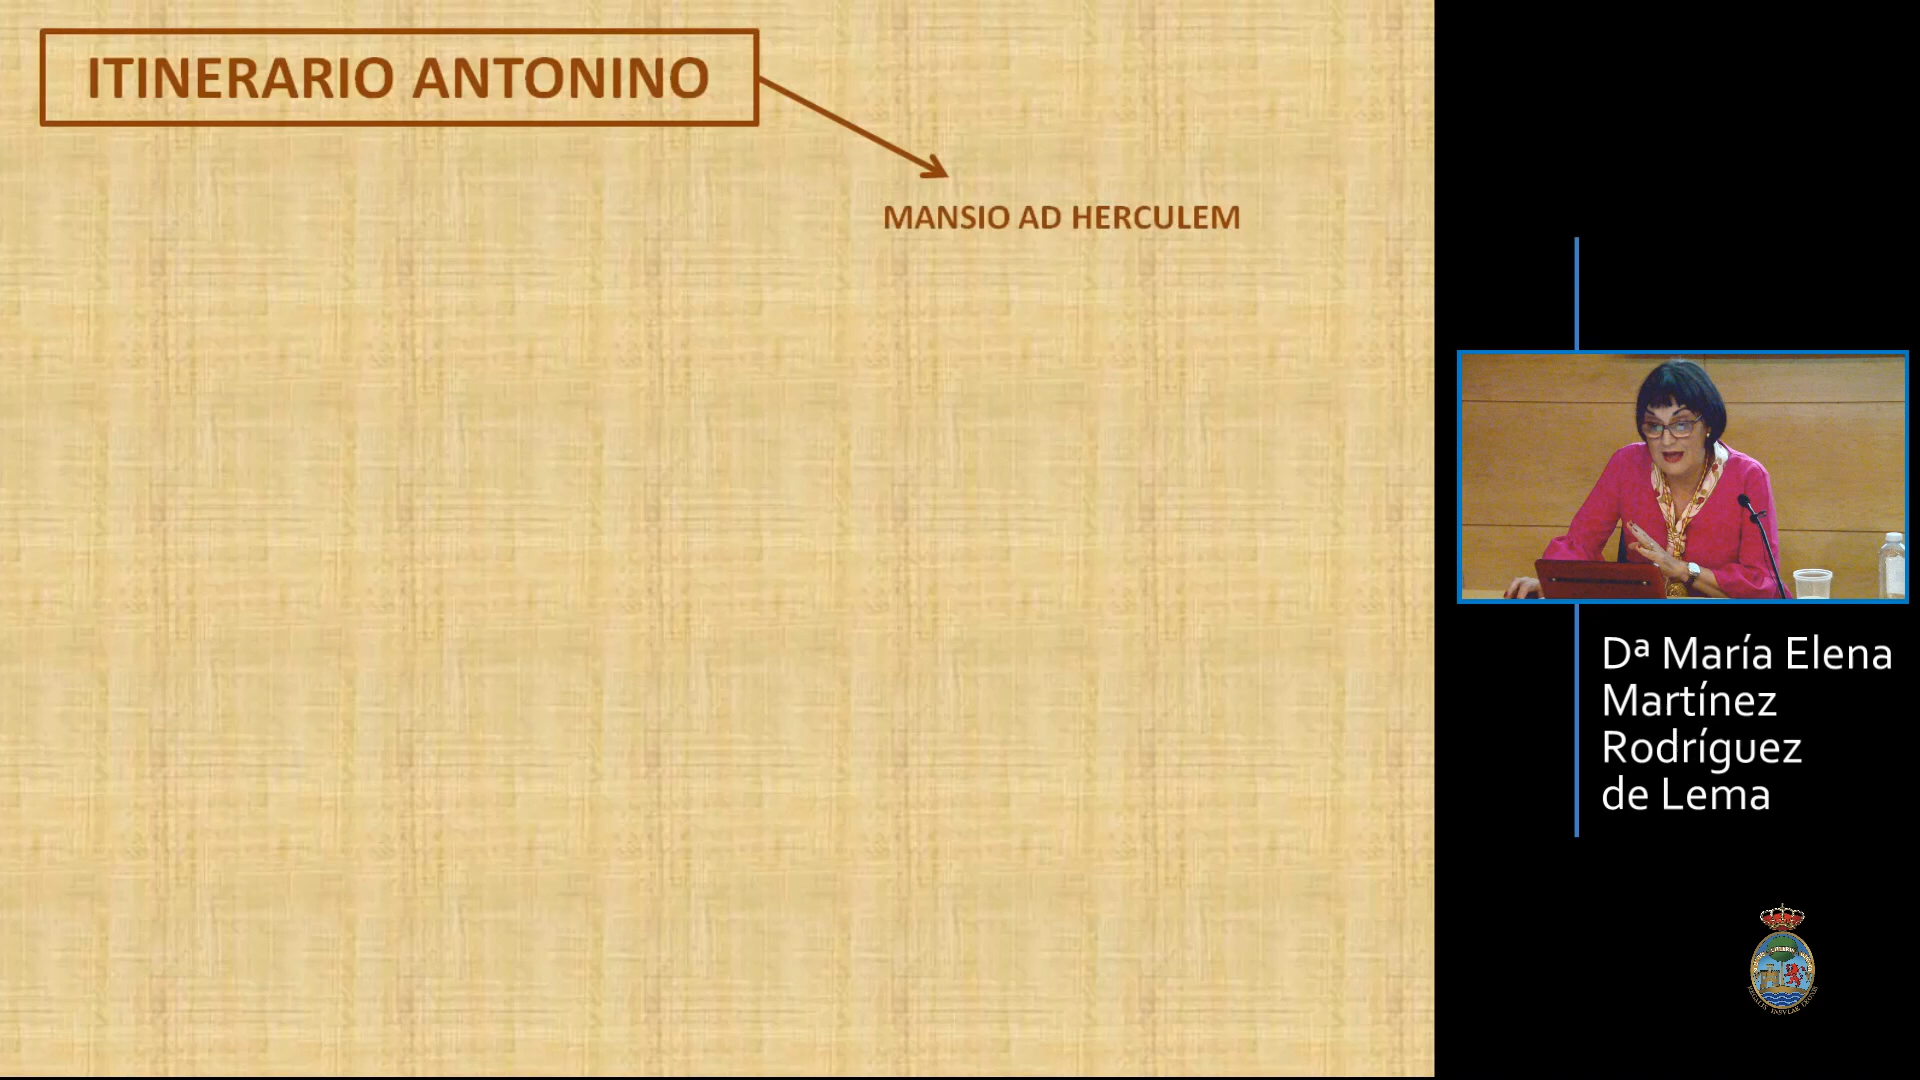 ITINERARIO ANTONINO
MANSIO AD HERCULEM
Dª María Elena
Martínez
Rodríguez
de Lema